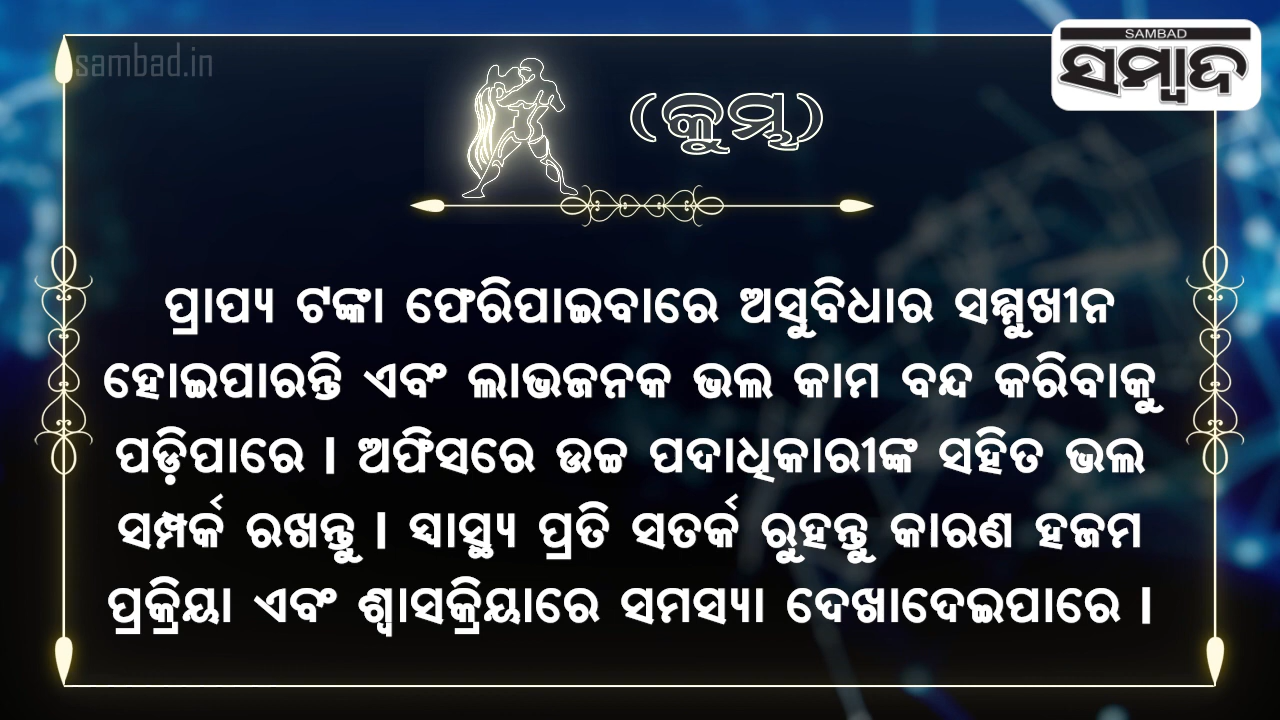 sambad.in
SAMBAD
ସମ୍ବାଦ
(କୁମ୍ଭ)
ପ୍ରାପ୍ୟ ଟଙ୍କା ଫେରିପାଇବାରେ ଅସୁବିଧାର ସମ୍ମୁଖୀନ
ହୋଇପାରନ୍ତି ଏବଂ ଲାଭଜନକ ଭଲ କାମ ବନ୍ଦ କରିବାକୁ
ପଡ଼ିପାରେ । ଅଫିସରେ ଉଚ୍ଚ ପଦାଧିକାରୀଙ୍କ ସହିତ ଭଲ
ସମ୍ପର୍କ ରଖନ୍ତୁ । ସ୍ୱାସ୍ଥ୍ୟ ପ୍ରତି ସତର୍କ ରୁହନ୍ତୁ କାରଣ ହଜମ
ପ୍ରକ୍ରିୟା ଏବଂ ଶ୍ୱାସକ୍ରିୟାରେ ସମସ୍ୟା ଦେଖାଦେଇପାରେ ।